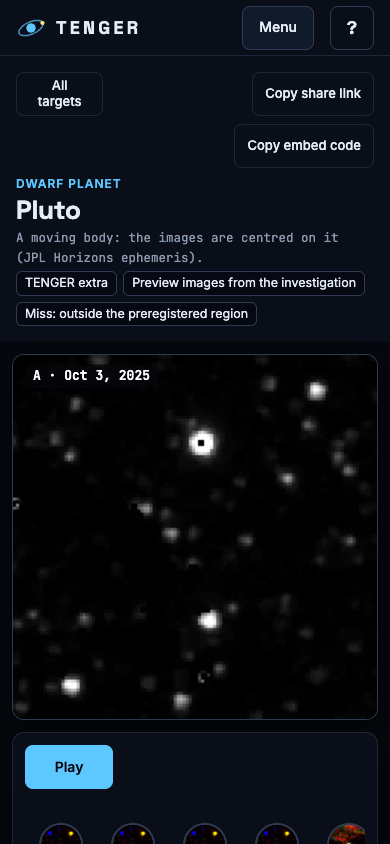 TENGER
Menu
?
All
targets
Copy share link
Copy embed code
DWARF PLANET
Pluto
A moving body: the images are centred on it
(JPL Horizons ephemeris).
TENGER extra
Preview images from the investigation
Miss: outside the preregistered region
A · Oct 3, 2025
Play